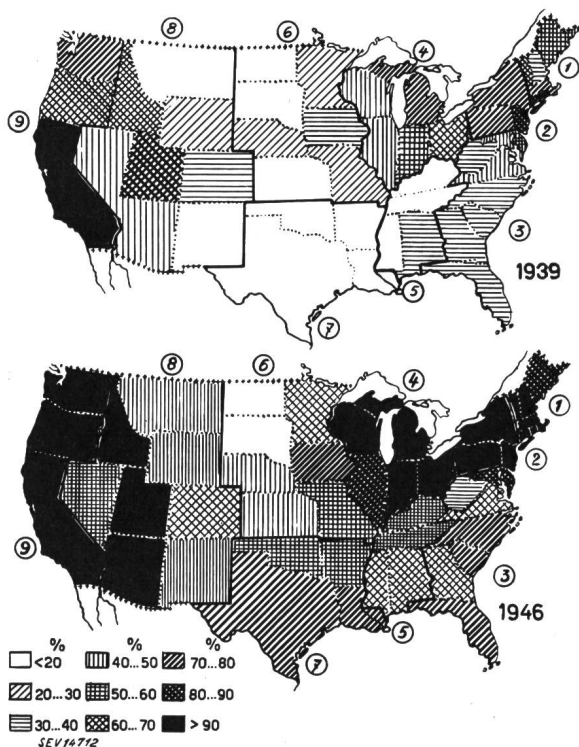 ⑧ ⑥ ④
①
⑨
②
③
1939
⑤
⑦
⑧ ⑥ ④
①
②
⑨
③
1946
⑤
⑦
% % %
<20 40...50 70...80
20...30 50...60 80...90
30...40 60...70 >90
SEV14712